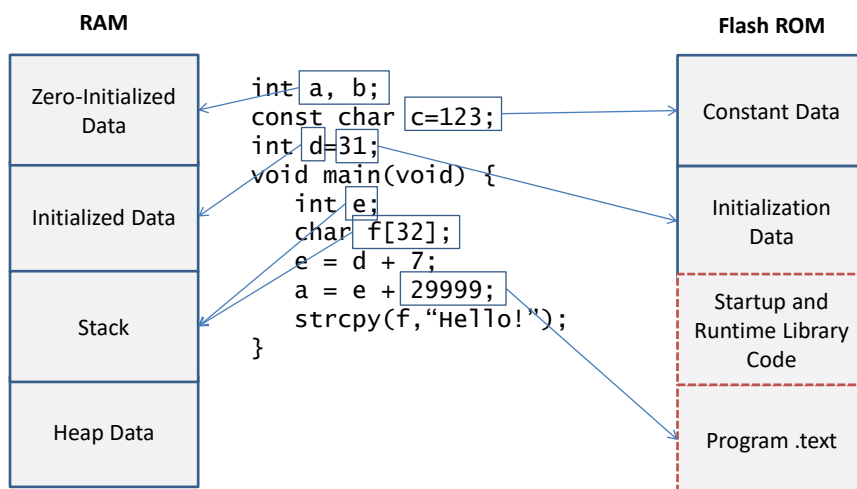 RAM
Zero-Initialized
Data
Initialized Data
Stack
Heap Data
int a, b;
const char c=123;
int d=31;
void main(void) {
int e;
char f[32];
e = d + 7;
a = e + 29999;
strcpy(f,“Hello!”);
}
Flash ROM
Constant Data
Initialization
Data
Startup and
Runtime Library
Code
Program .text